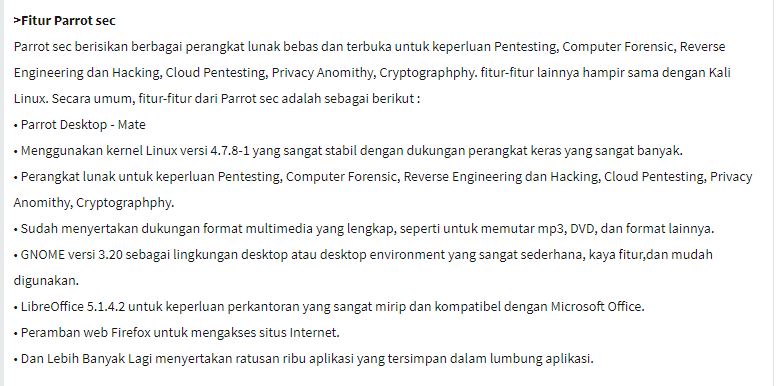 >Fitur Parrot sec
Parrot sec berisikan berbagai perangkat lunak bebas dan terbuka untuk keperluan Pentesting, Computer Forensic, Reverse
Engineering dan Hacking, Cloud Pentesting, Privacy Anomithy, Cryptographphy. fitur-fitur lainnya hampir sama dengan Kali
Linux. Secara umum, fitur-fitur dari Parrot sec adalah sebagai berikut :
• Parrot Desktop - Mate
• Menggunakan kernel Linux versi 4.7.8-1 yang sangat stabil dengan dukungan perangkat keras yang sangat banyak.
• Perangkat lunak untuk keperluan Pentesting, Computer Forensic, Reverse Engineering dan Hacking, Cloud Pentesting, Privacy
Anomithy, Cryptographphy.
• Sudah menyertakan dukungan format multimedia yang lengkap, seperti untuk memutar mp3, DVD, dan format lainnya.
• GNOME versi 3.20 sebagai lingkungan desktop atau desktop environment yang sangat sederhana, kaya fitur,dan mudah
digunakan.
• LibreOffice 5.1.4.2 untuk keperluan perkantoran yang sangat mirip dan kompatibel dengan Microsoft Office.
• Peramban web Firefox untuk mengakses situs Internet.
• Dan Lebih Banyak Lagi menyertakan ratusan ribu aplikasi yang tersimpan dalam lumbung aplikasi.